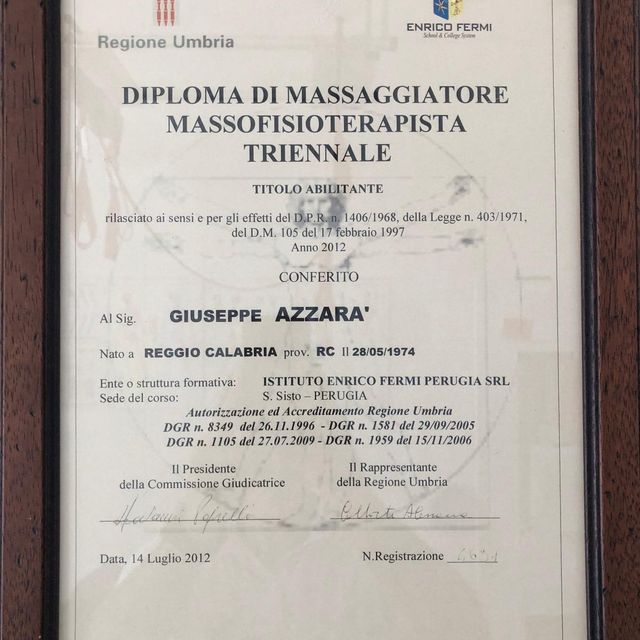 Regione Umbria
ENRICO FERMI
School & College System
DIPLOMA DI MASSAGGIATORE
MASSOFISIOTERAPISTA
TRIENNALE
TITOLO ABILITANTE
rilasciato ai sensi e per gli effetti del D.P.R. n. 1406/1968, della Legge n. 403/1971,
del D.M. 105 del 17 febbraio 1997
Anno 2012
CONFERITO
Al Sig. GIUSEPPE AZZARA'
Nato a REGGIO CALABRIA prov. RC Il 28/05/1974
Ente o struttura formativa: ISTITUTO ENRICO FERMI PERUGIA SRL
Sede del corso: S. Sisto – PERUGIA
Autorizzazione ed Accreditamento Regione Umbria
DGR n. 8349 del 26.11.1996 - DGR n. 1581 del 29/09/2005
DGR n. 1105 del 27.07.2009 - DGR n. 1959 del 15/11/2006
Il Presidente
della Commissione Giudicatrice
Il Rappresentante
della Regione Umbria
Data, 14 Luglio 2012
N.Registrazione